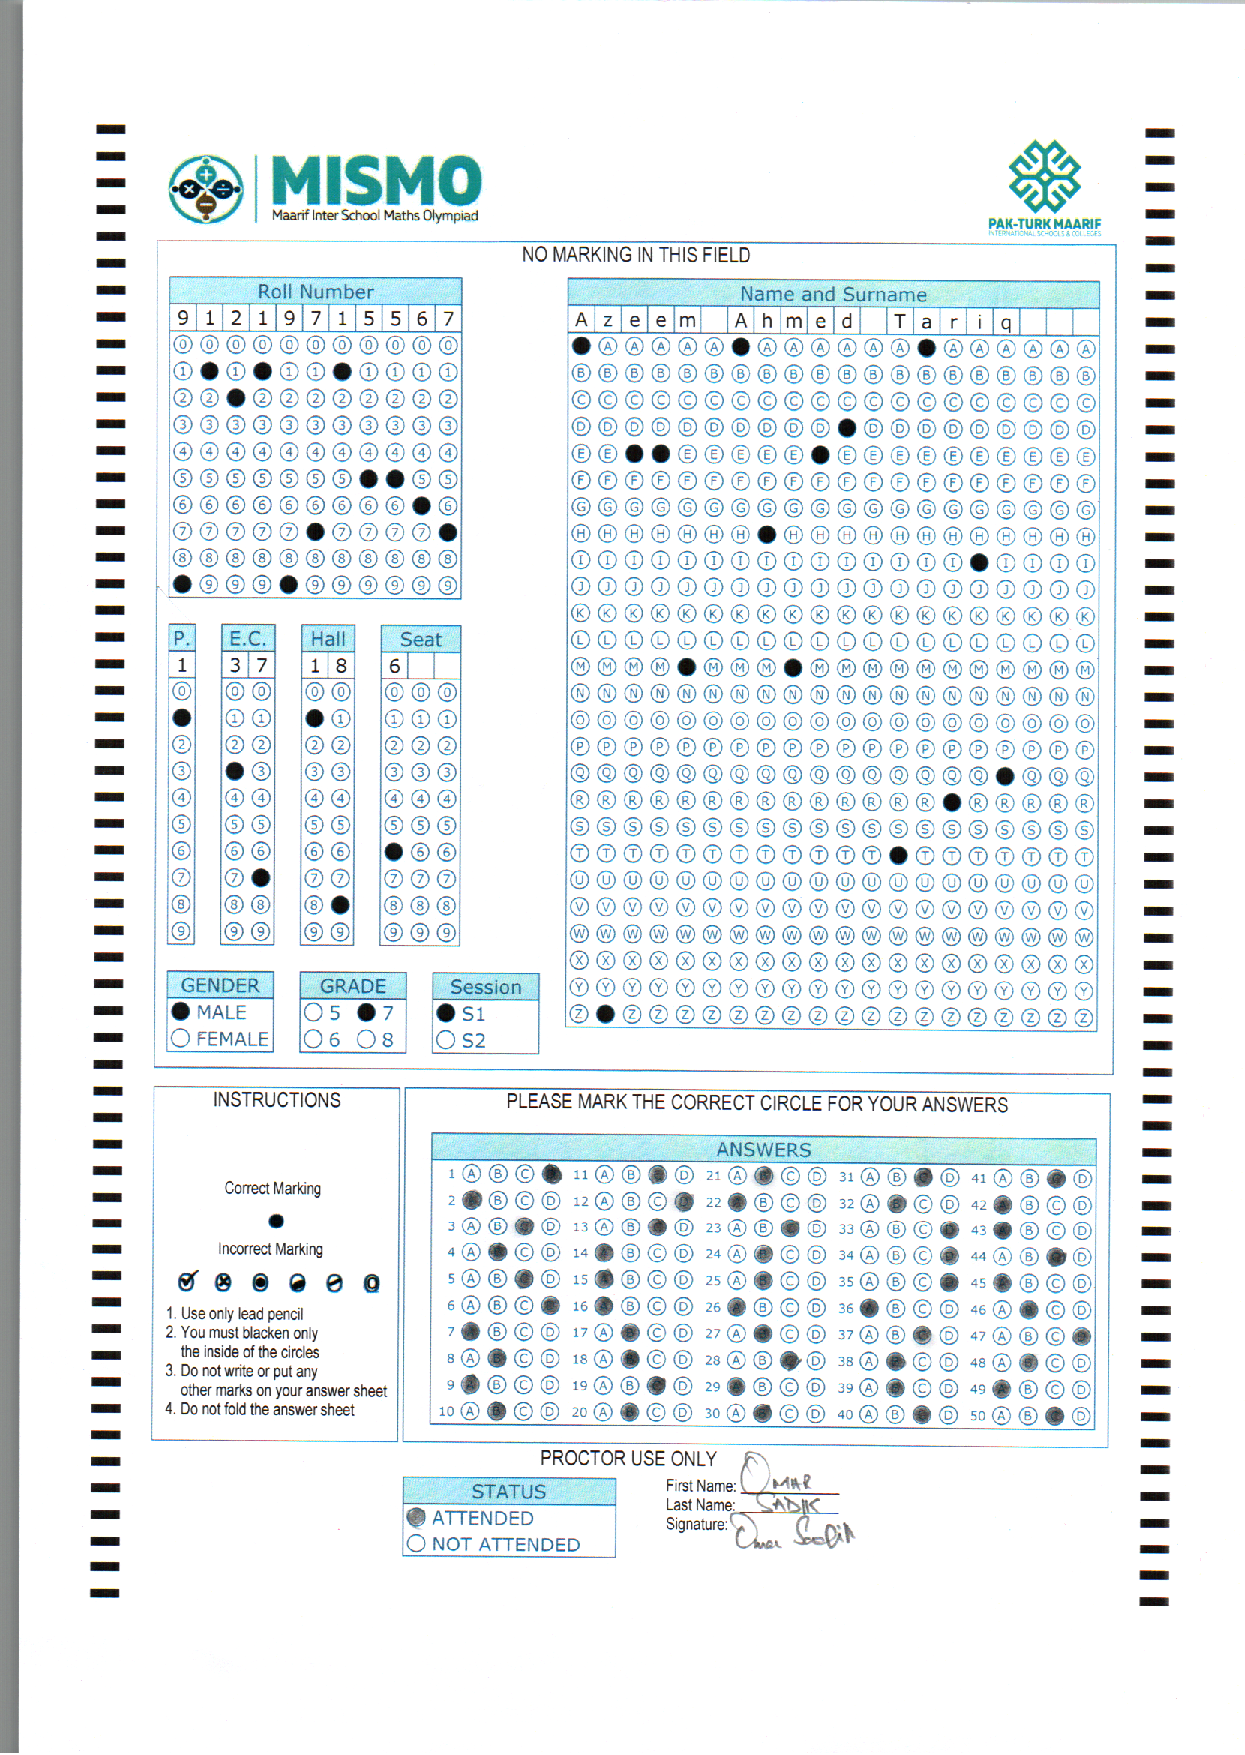 MISMO
Maarif Inter School Maths Olympiad
PAK-TURK MAARIF
INTERNATIONAL SCHOOLS & COLLEGES
NO MARKING IN THIS FIELD
Roll Number
9 1 2 1 9 7 1 5 5 6 7
Name and Surname
Azeem Ahmed Tariq
P. E.C. Hall Seat
1 3 7 1 8 6
GENDER
MALE
FEMALE
GRADE
5 7
6 8
Session
S1
S2
INSTRUCTIONS
Correct Marking
Incorrect Marking
1. Use only lead pencil
2. You must blacken only
the inside of the circles
3. Do not write or put any
other marks on your answer sheet
4. Do not fold the answer sheet
PLEASE MARK THE CORRECT CIRCLE FOR YOUR ANSWERS
ANSWERS
PROCTOR USE ONLY
STATUS
ATTENDED
NOT ATTENDED
First Name: OMAR
Last Name: SADIK
Signature: Omer Sadik